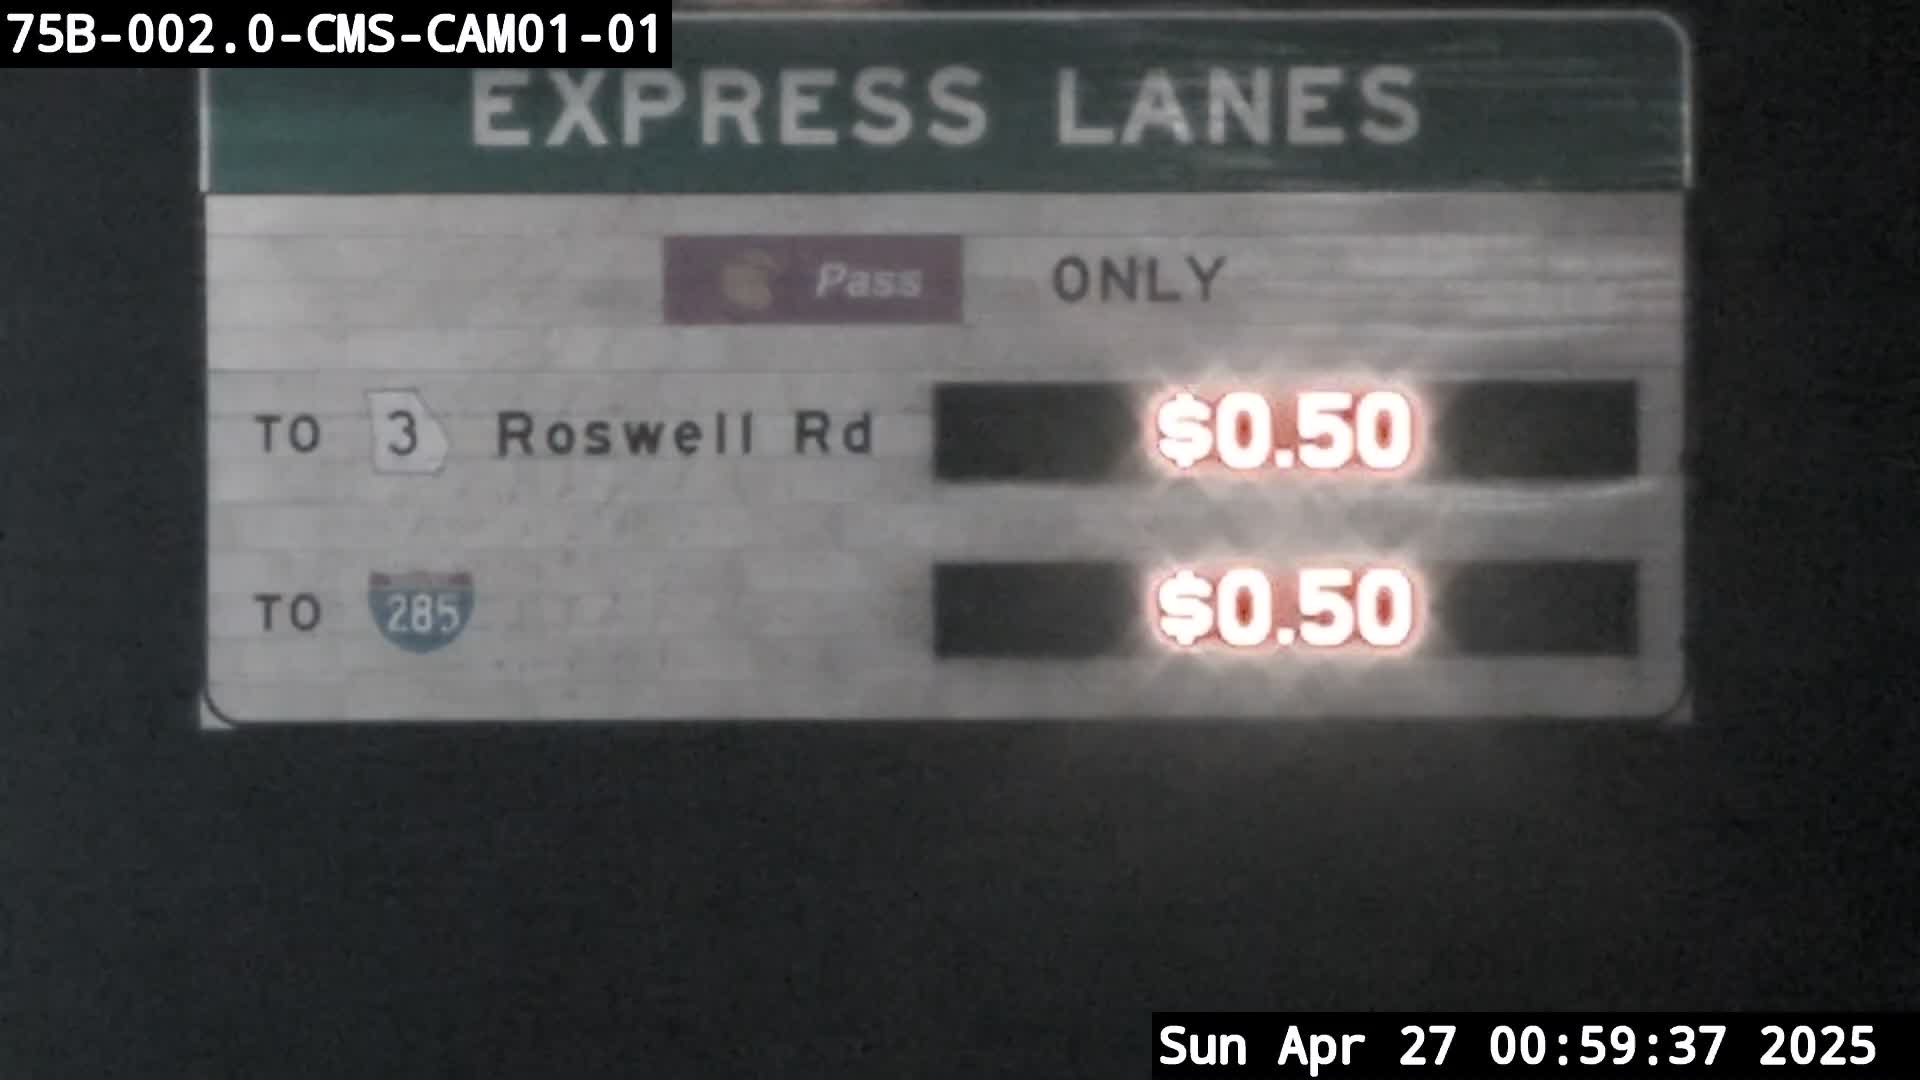 75B-002.0-CMS-CAM01-01
EXPRESS LANES
Pass ONLY
TO 3 Roswell Rd $0.50
TO 285 $0.50
Sun Apr 27 00:59:37 2025